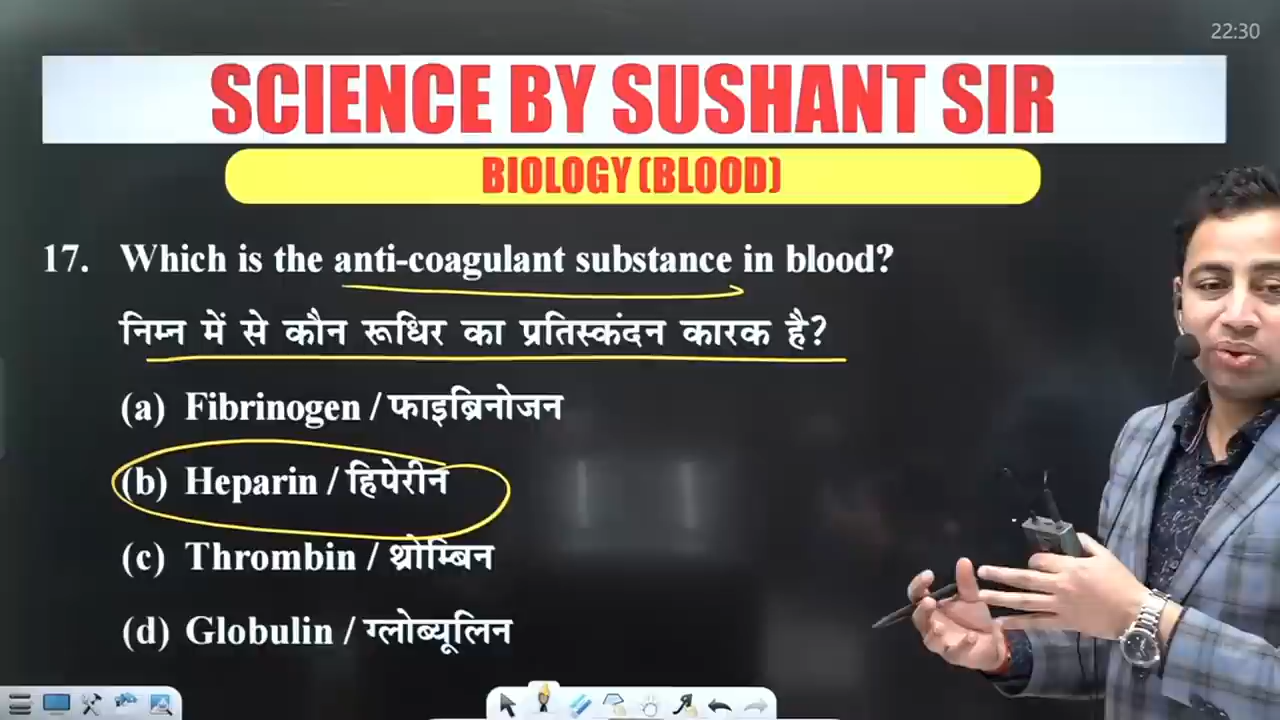 22:30
SCIENCE BY SUSHANT SIR
BIOLOGY (BLOOD)
17. Which is the anti-coagulant substance in blood?
निम्न में से कौन रूधिर का प्रतिस्कंदन कारक है?
(a) Fibrinogen / फाइब्रिनोजन
(b) Heparin / हिपेरीन
(c) Thrombin / थ्रोम्बिन
(d) Globulin / ग्लोब्यूलिन